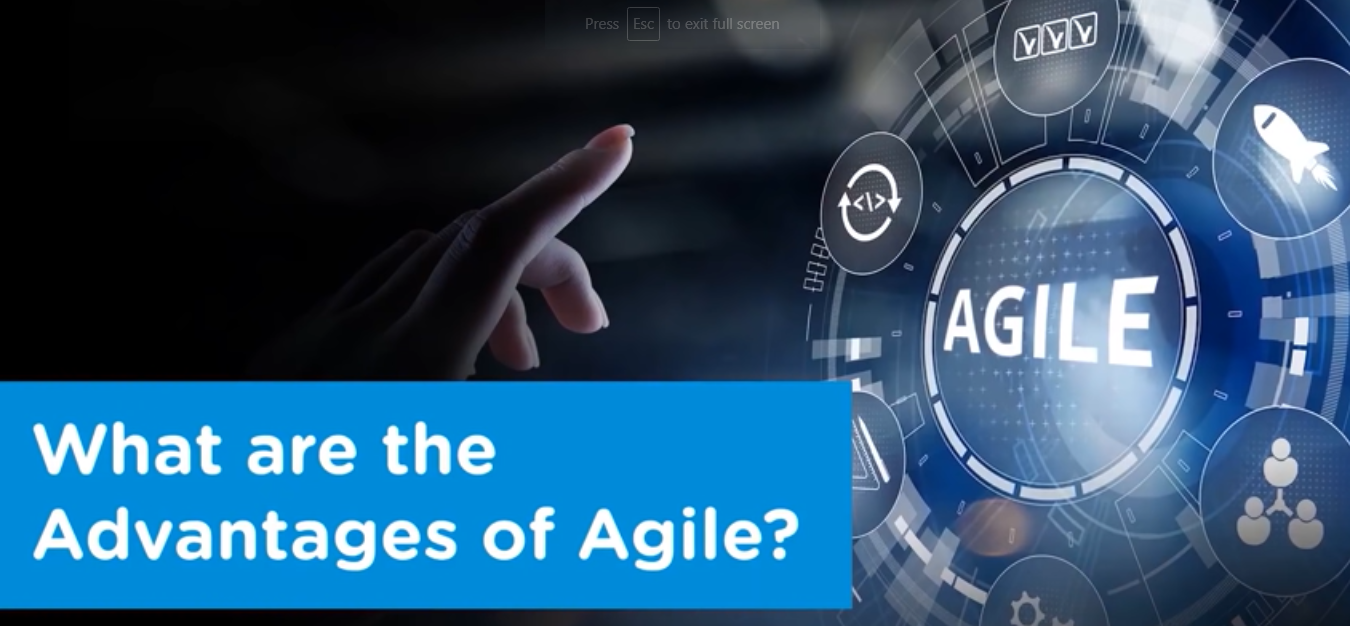 Press Esc to exit full screen
AGILE
What are the
Advantages of Agile?